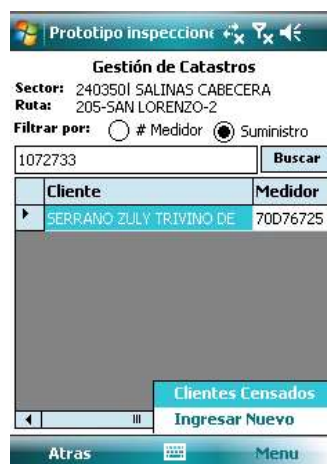 Prototipo inspeccione
Gestión de Catastros
Sector: 240350| SALINAS CABECERA
Ruta: 205-SAN LORENZO-2
Filtrar por: # Medidor Suministro
1072733 Buscar
Cliente Medidor
SERRANO ZULY TRIVINO DE 70D76725
Clientes Censados
Ingresar Nuevo
Atras Menu